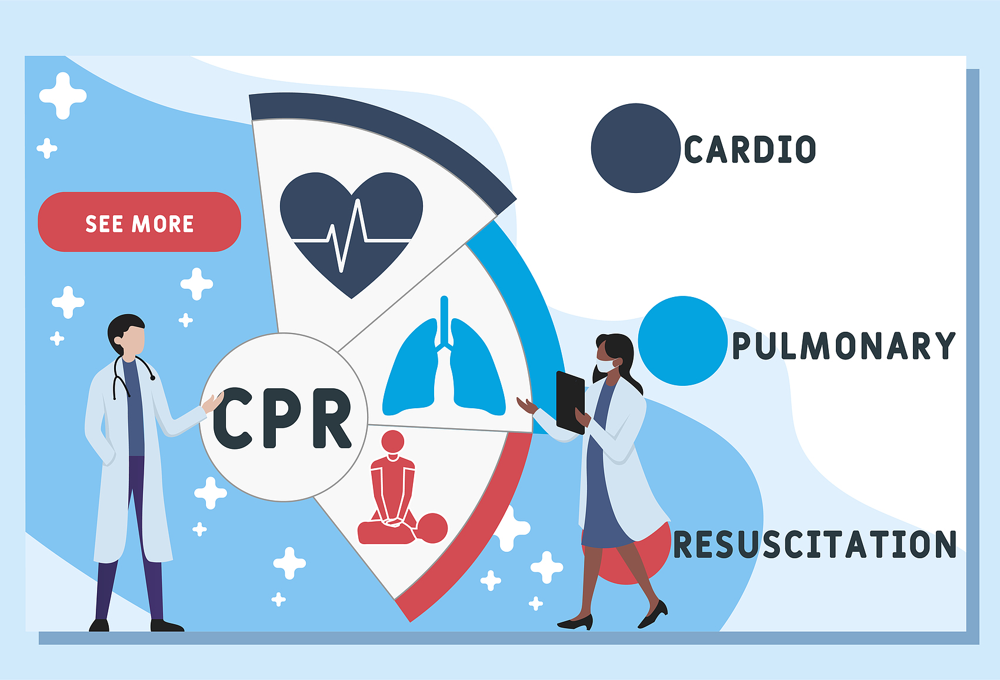 CARDIO
SEE MORE
PULMONARY
CPR
RESUSCITATION